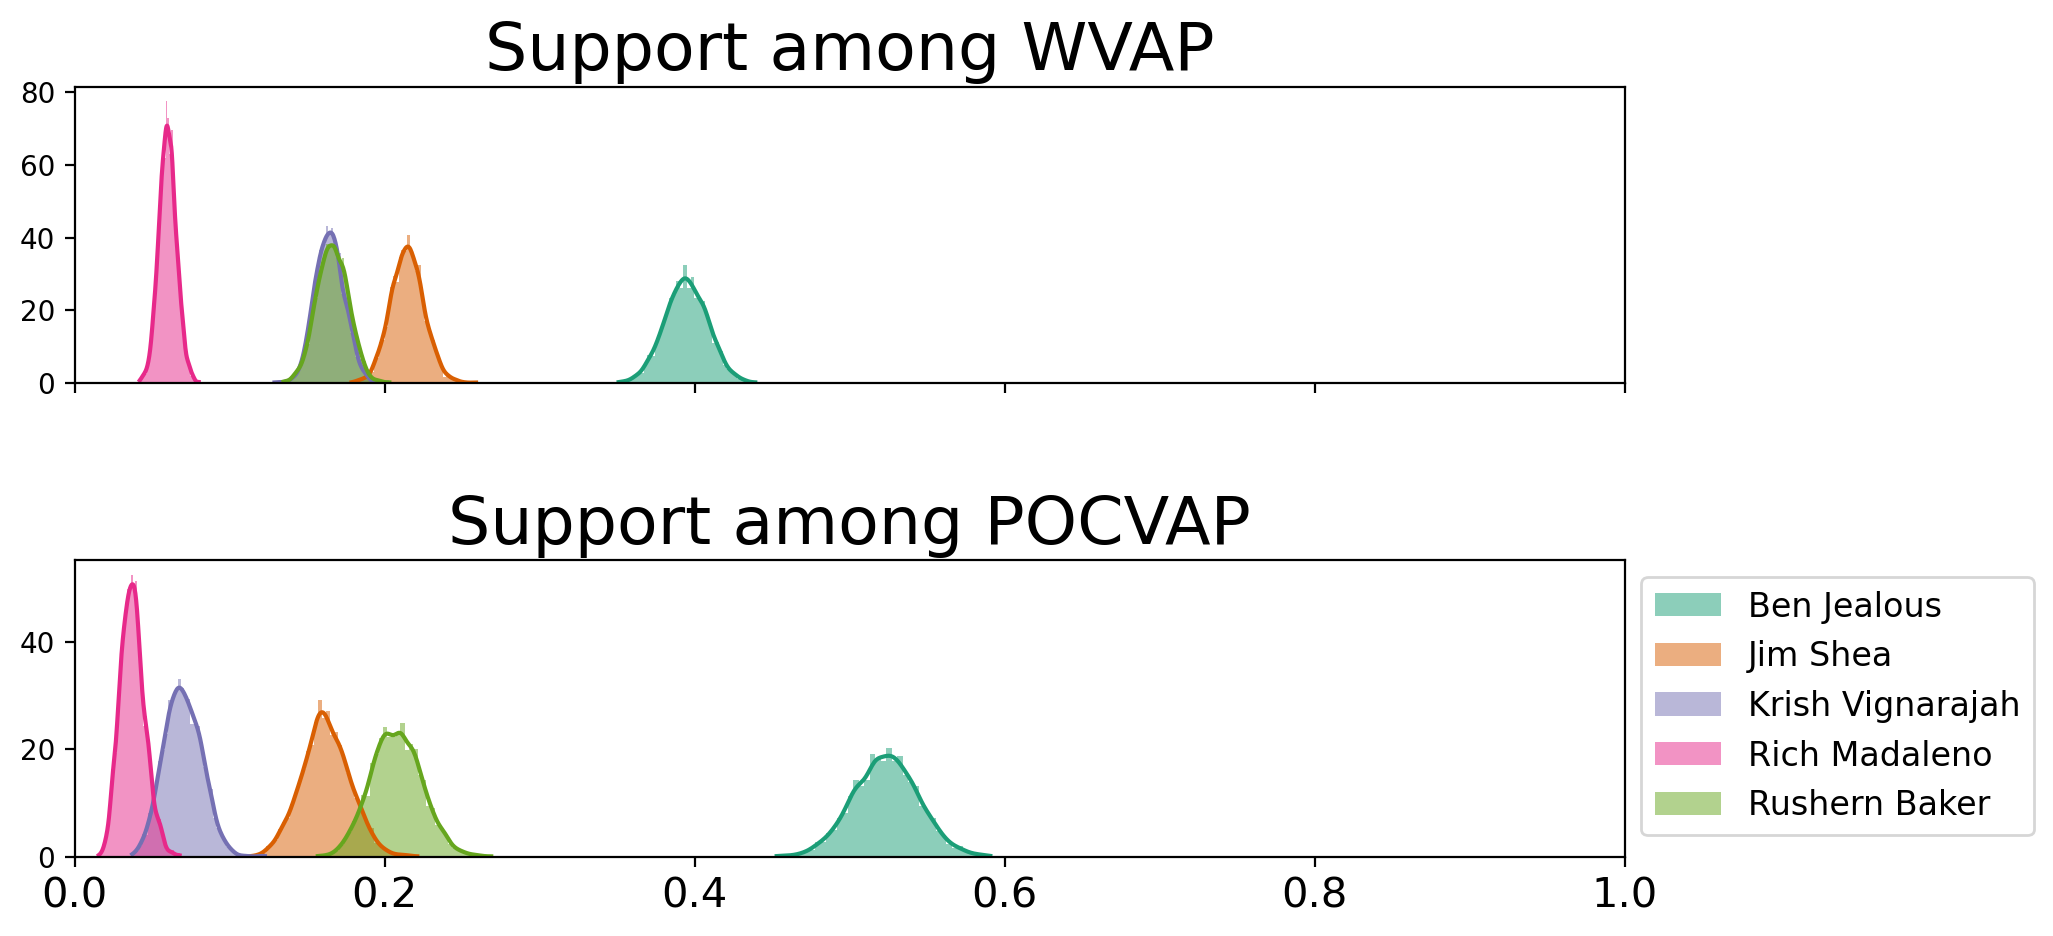 Support among WVAP
80
60
40
20
0
Support among POCVAP
40
20
0
0.0 0.2 0.4 0.6 0.8 1.0
Ben Jealous
Jim Shea
Krish Vignarajah
Rich Madaleno
Rushern Baker